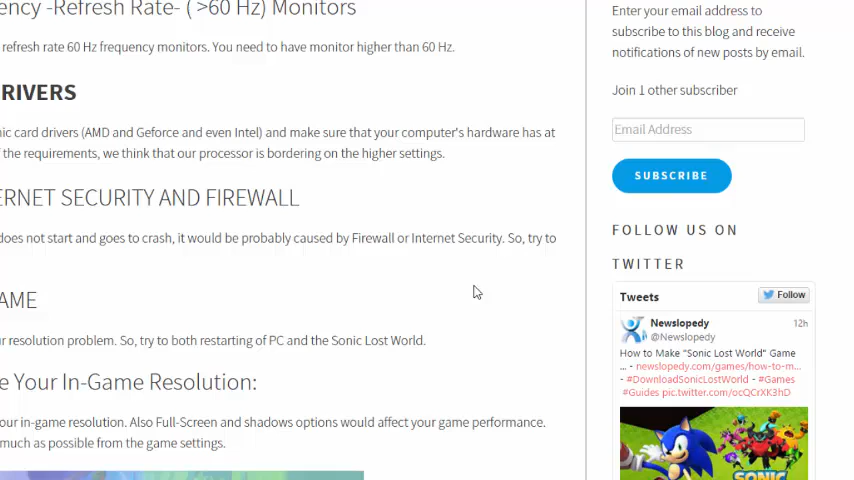 ency -Refresh Rate- ( >60 Hz) Monitors
refresh rate 60 Hz frequency monitors. You need to have monitor higher than 60 Hz.
RIVERS
nic card drivers (AMD and Geforce and even Intel) and make sure that your computer's hardware has at
f the requirements, we think that our processor is bordering on the higher settings.
ERNET SECURITY AND FIREWALL
does not start and goes to crash, it would be probably caused by Firewall or Internet Security. So, try to
AME
ur resolution problem. So, try to both restarting of PC and the Sonic Lost World.
e Your In-Game Resolution:
our in-game resolution. Also Full-Screen and shadows options would affect your game performance.
much as possible from the game settings.
Enter your email address to
subscribe to this blog and receive
notifications of new posts by email.
Join 1 other subscriber
Email Address
SUBSCRIBE
FOLLOW US ON
TWITTER
Tweets
Follow
Newslopedy
12h
@Newslopedy
How to Make "Sonic Lost World" Game
... - newslopedy.com/games/how-to-m...
- #DownloadSonicLostWorld - #Games
#Guides pic.twitter.com/ocQCrXK3hD
SONIC